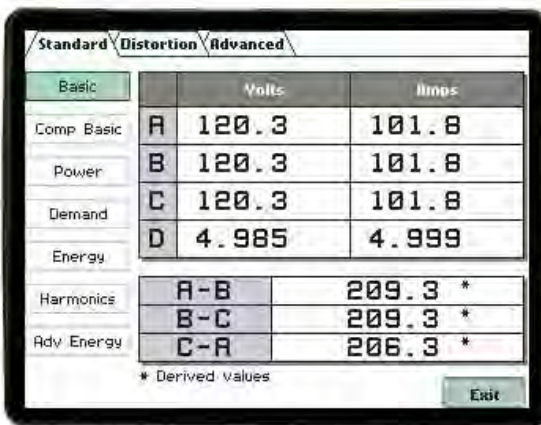 Standard Distortion Advanced
Basic
Comp Basic
Power
Demand
Energy
Harmonics
Adv Energy
Volts Amps
A 120.3 101.8
B 120.3 101.8
C 120.3 101.8
D 4.985 4.999
A-B 209.3 *
B-C 209.3 *
C-A 206.3 *
* Derived values
Exit